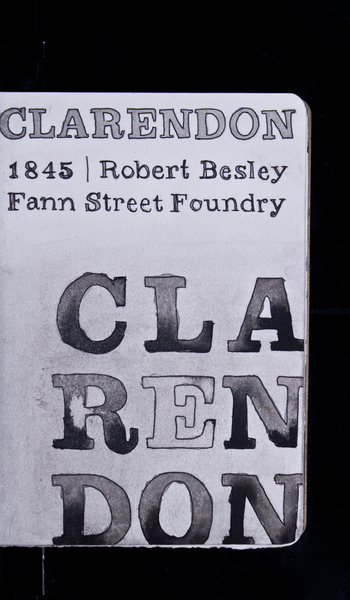 CLARENDON
1845 | Robert Besley
Fann Street Foundry
CLA
REN
DON